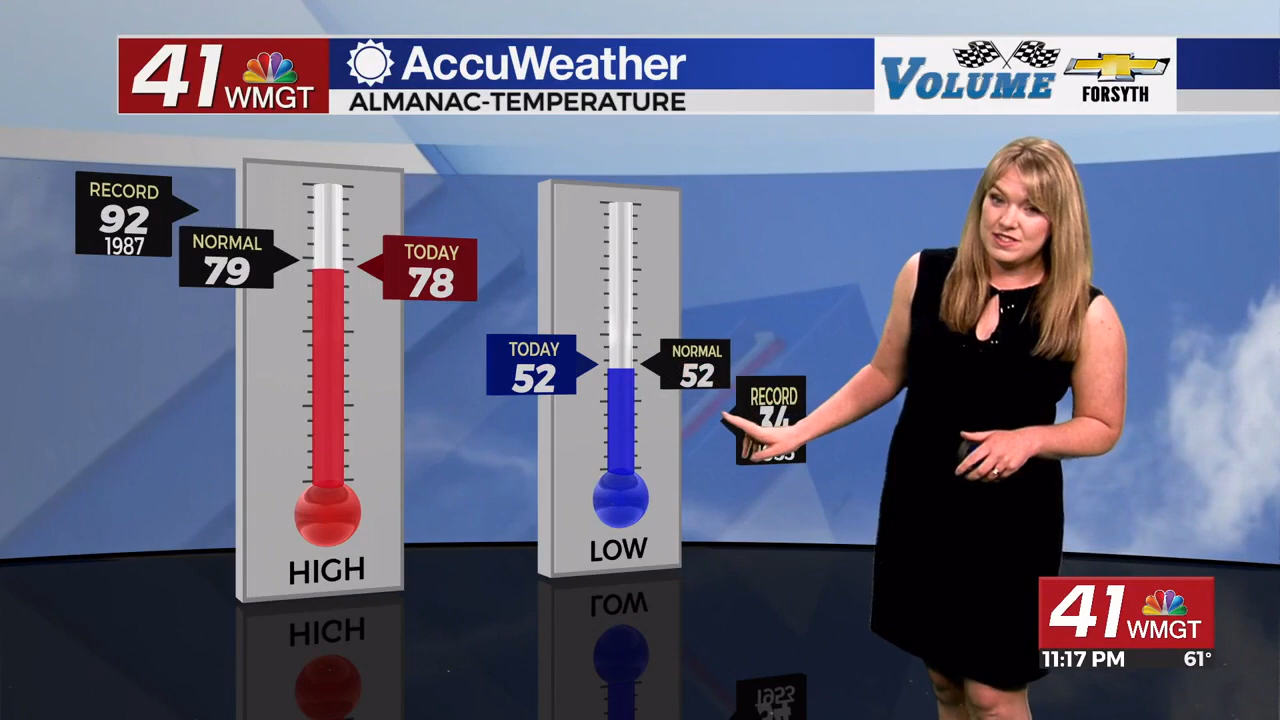 41 WMGT
AccuWeather
ALMANAC-TEMPERATURE
VOLUME
FORSYTH
RECORD
92
1987
NORMAL
79
TODAY
78
HIGH
TODAY
52
NORMAL
52
RECORD
34
LOW
41 WMGT
11:17 PM 61°